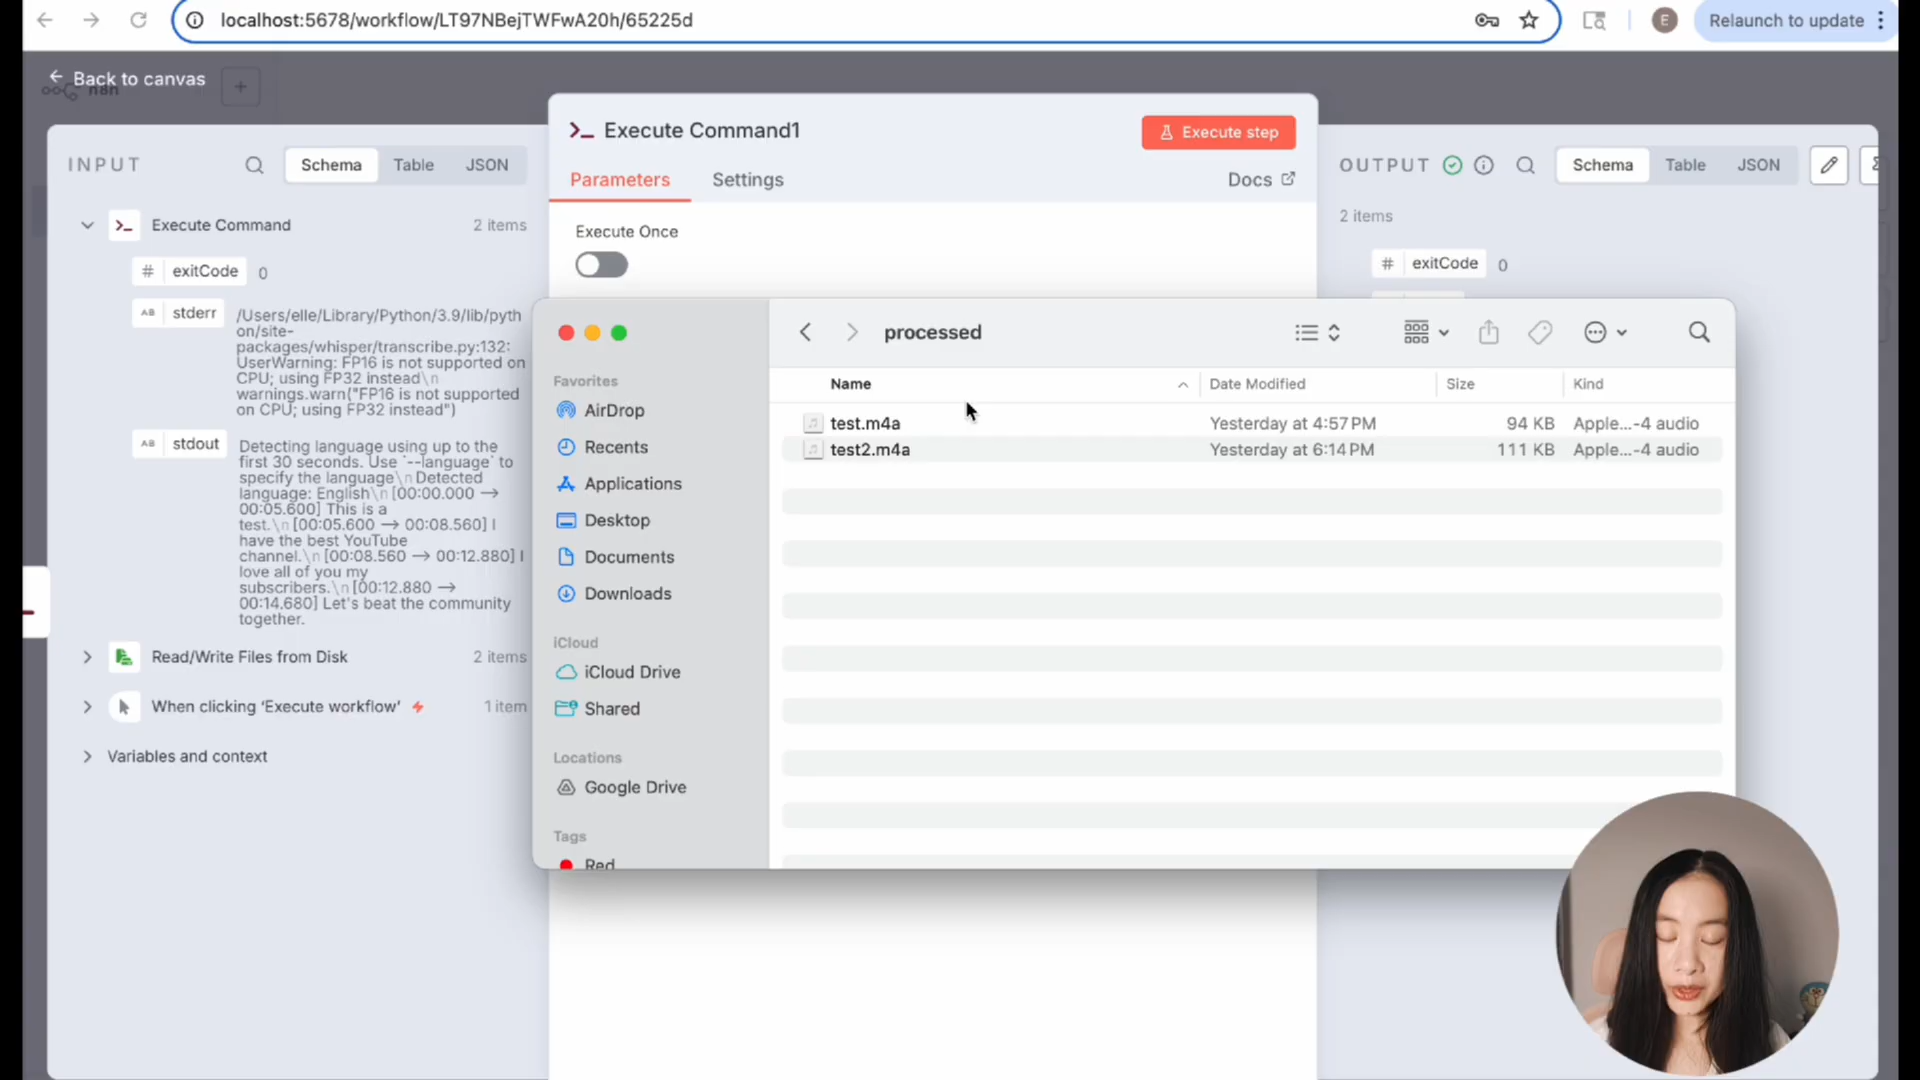 localhost:5678/workflow/LT97NBejTWFwA20h/65225d
E
Relaunch to update
Back to canvas
n8n
Execute Command1
Execute step
INPUT
Schema
Table
JSON
Parameters
Settings
Docs
OUTPUT
Schema
Table
JSON
Execute Command
2 items
Execute Once
2 items
# exitCode 0
# exitCode 0
AB stderr
/Users/elle/Library/Python/3.9/lib/pyth
on/site-
packages/whisper/transcribe.py:132:
UserWarning: FP16 is not supported on
CPU; using FP32 instead\n
warnings.warn("FP16 is not supported
on CPU; using FP32 instead")
AB stdout
Detecting language using up to the
first 30 seconds. Use `--language` to
specify the language\n Detected
language: English\n [00:00.000 -->
00:05.600] This is a
test.\n [00:05.600 --> 00:08.560] I
have the best YouTube
channel.\n [00:08.560 --> 00:12.880] I
love all of you my
subscribers.\n [00:12.880 -->
00:14.680] Let's beat the community
together.
Read/Write Files from Disk
2 items
When clicking ‘Execute workflow’
1 item
Variables and context
processed
Favorites
AirDrop
Recents
Applications
Desktop
Documents
Downloads
iCloud
iCloud Drive
Shared
Locations
Google Drive
Tags
Red
Name
Date Modified
Size
Kind
test.m4a
Yesterday at 4:57 PM
94 KB
Apple...-4 audio
test2.m4a
Yesterday at 6:14 PM
111 KB
Apple...-4 audio